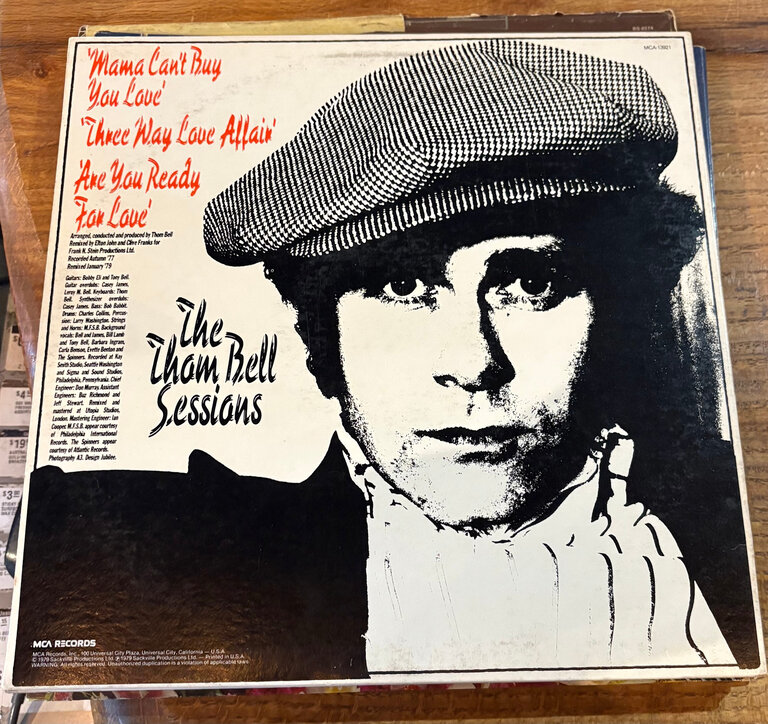 BS 2574
MCA-13921
'Mama Can't Buy
You Love'
'Three Way Love Affair'
'Are You Ready
For Love'
Arranged, conducted and produced by Thom Bell
Remixed by Elton John and Clive Franks for
Frank N. Stein Productions Ltd.
Recorded Autumn '77
Remixed January '79
Guitars: Bobby Eli and Tony Bell.
Guitar overdubs: Casey James,
Leroy M. Bell. Keyboards: Thom
Bell. Synthesizer overdubs:
Casey James. Bass: Bob Babbit.
Drums: Charles Collins, Percus-
sion: Larry Washington. Strings
and Horns: M.F.S.B. Background
vocals: Bell and James, Bill Lamb
and Tony Bell, Barbara Ingram,
Carla Benson, Evette Benton and
The Spinners. Recorded at Kay
Smith Studio, Seattle Washington
and Sigma and Sound Studios,
Philadelphia, Pennsylvania. Chief
Engineer: Don Murray. Assistant
Engineers: Buz Richmond and
Jeff Stewart. Remixed and
mastered at Utopia Studios,
London. Mastering Engineer: Ian
Cooper. M.F.S.B. appear courtesy
of Philadelphia International
Records. The Spinners appear
courtesy of Atlantic Records.
Photography A3. Design Jubilee.
The
Thom Bell
Sessions
MCA RECORDS
MCA Records, Inc., 100 Universal City Plaza, Universal City, California — U.S.A.
© 1979 Sackville Productions Ltd. ℗ 1979 Sackville Productions Ltd. — Printed in U.S.A.
WARNING: All rights reserved. Unauthorized duplication is a violation of applicable laws.